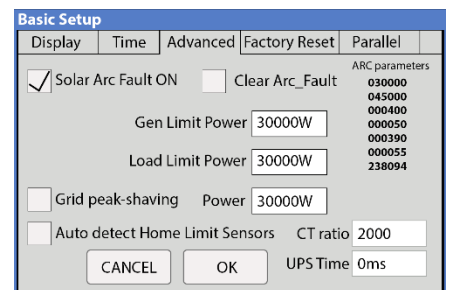 Basic Setup
Display Time Advanced Factory Reset Parallel
ARC parameters
Solar Arc Fault ON Clear Arc_Fault
030000
045000
000400
000050
000390
000055
238094
Gen Limit Power 30000W
Load Limit Power 30000W
Grid peak-shaving Power 30000W
Auto detect Home Limit Sensors CT ratio 2000
CANCEL OK UPS Time 0ms